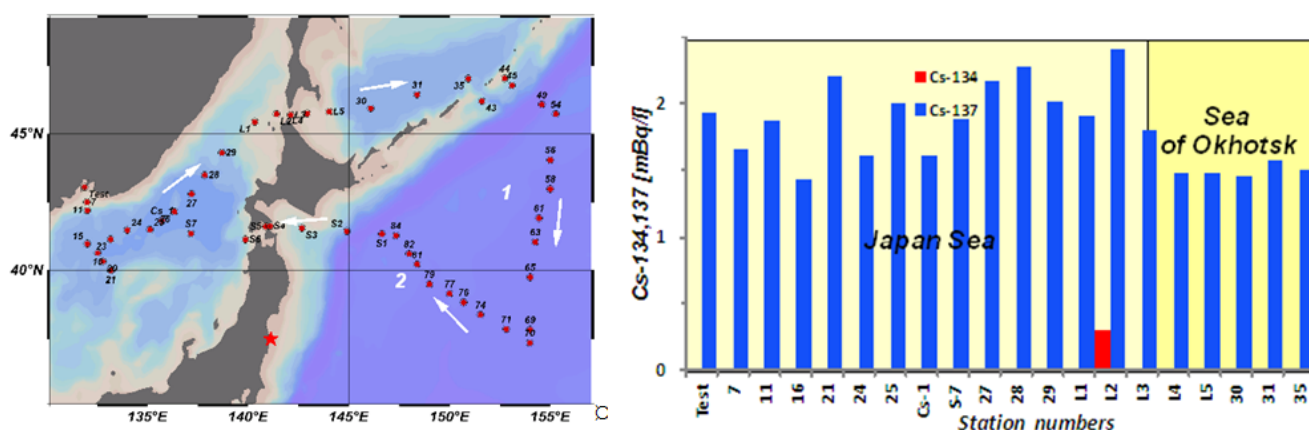 44
45
31
35
30
43
49
54
L1
L2
L4
L5
45°N
56
29
28
58
1
Test
7
11
Cs_1
27
61
24
25
26
S7
S5
S4
S3
S2
S1
84
63
15
23
S6
82
81
40°N
21
79
2
65
77
76
74
71
69
70
135°E
140°E
145°E
150°E
155°E
Cs-134,137 [mBq/l]
2
1
0
Cs-134
Cs-137
Sea
of Okhotsk
Japan Sea
Test
7
11
16
21
24
25
Cs-1
S-7
27
28
29
L1
L2
L3
L4
L5
30
31
35
Station numbers